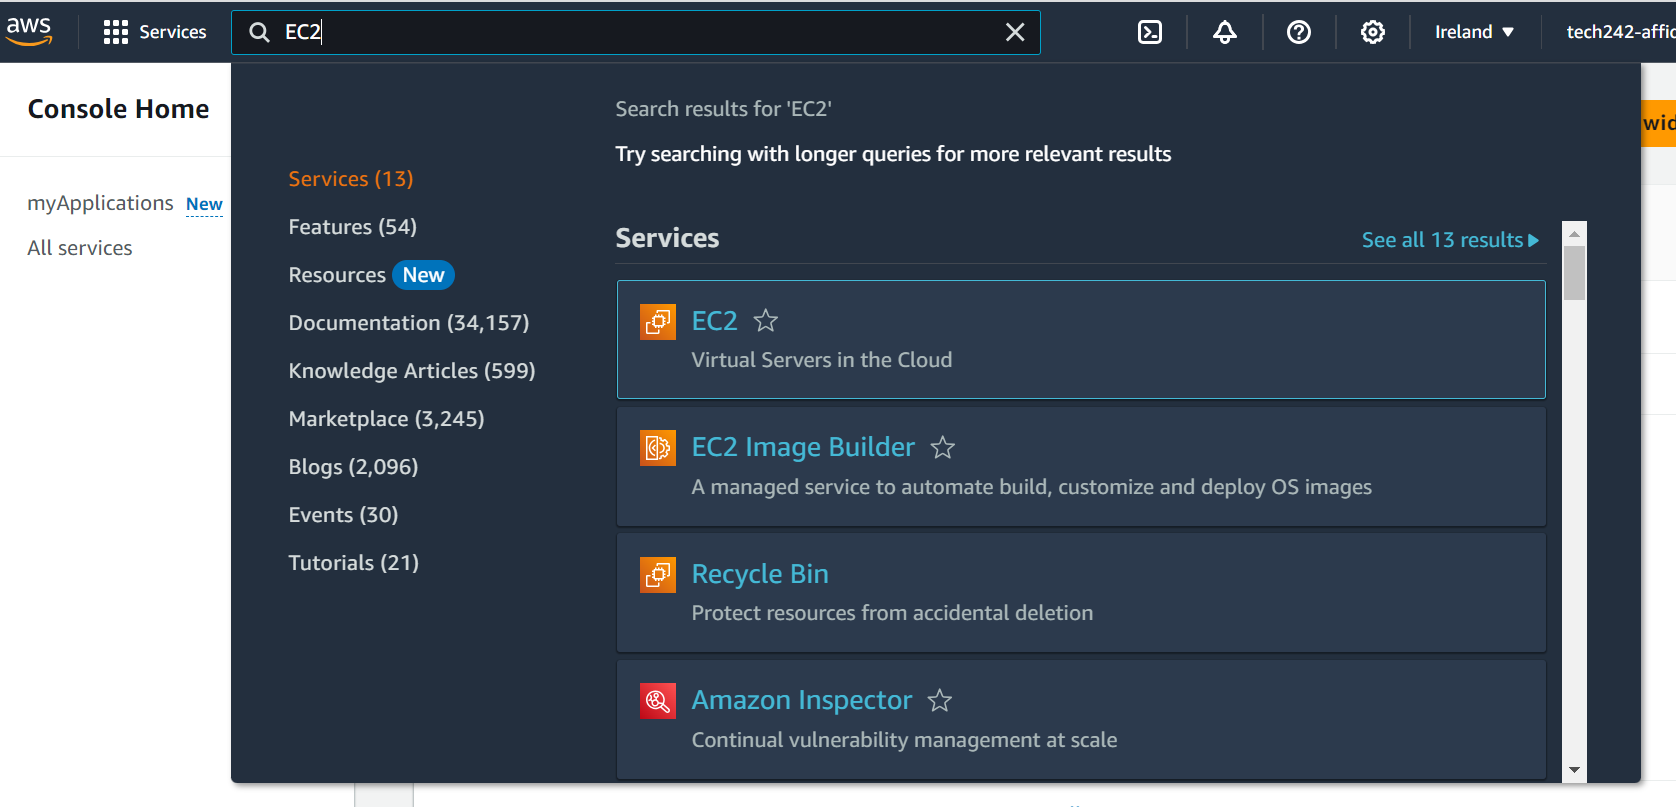 aws
Services
EC2
Ireland
tech242-affic
Console Home
myApplications New
All services
Search results for 'EC2'
Try searching with longer queries for more relevant results
Services (13)
Features (54)
Resources New
Documentation (34,157)
Knowledge Articles (599)
Marketplace (3,245)
Blogs (2,096)
Events (30)
Tutorials (21)
Services
See all 13 results
EC2
Virtual Servers in the Cloud
EC2 Image Builder
A managed service to automate build, customize and deploy OS images
Recycle Bin
Protect resources from accidental deletion
Amazon Inspector
Continual vulnerability management at scale